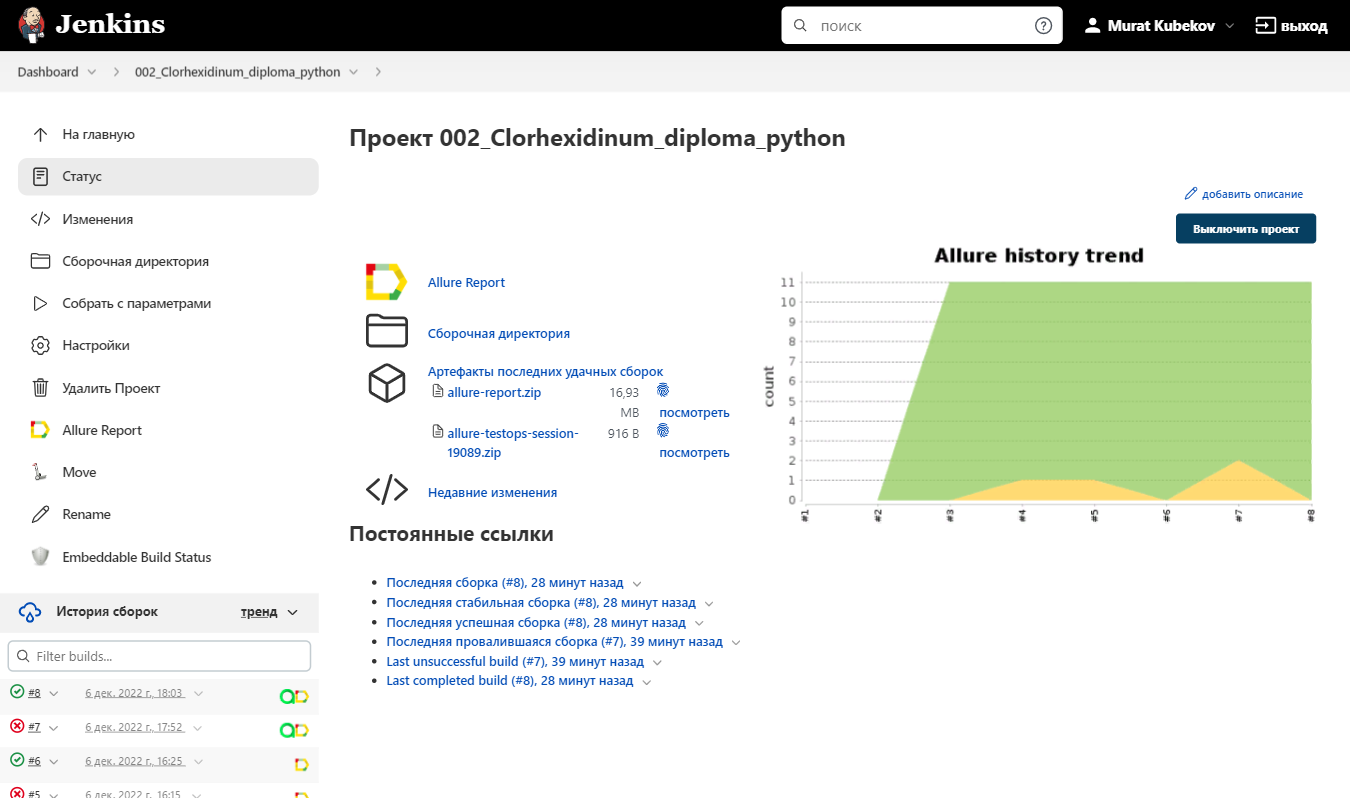 Jenkins
поиск
Murat Kubekov
выход
Dashboard
002_Clorhexidinum_diploma_python
На главную
Статус
Изменения
Сборочная директория
Собрать с параметрами
Настройки
Удалить Проект
Allure Report
Move
Rename
Embeddable Build Status
История сборок
тренд
Filter builds...
#8 6 дек. 2022 г., 18:03
#7 6 дек. 2022 г., 17:52
#6 6 дек. 2022 г., 16:25
#5 6 дек. 2022 г., 16:15
Проект 002_Clorhexidinum_diploma_python
добавить описание
Выключить проект
Allure Report
Сборочная директория
Артефакты последних удачных сборок
allure-report.zip 16,93
MB посмотреть
allure-testops-session- 916 B
19089.zip посмотреть
Недавние изменения
Allure history trend
count
11
10
9
8
7
6
5
4
3
2
1
0
#1 #2 #3 #4 #5 #6 #7 #8
Постоянные ссылки
Последняя сборка (#8), 28 минут назад
Последняя стабильная сборка (#8), 28 минут назад
Последняя успешная сборка (#8), 28 минут назад
Последняя провалившаяся сборка (#7), 39 минут назад
Last unsuccessful build (#7), 39 минут назад
Last completed build (#8), 28 минут назад